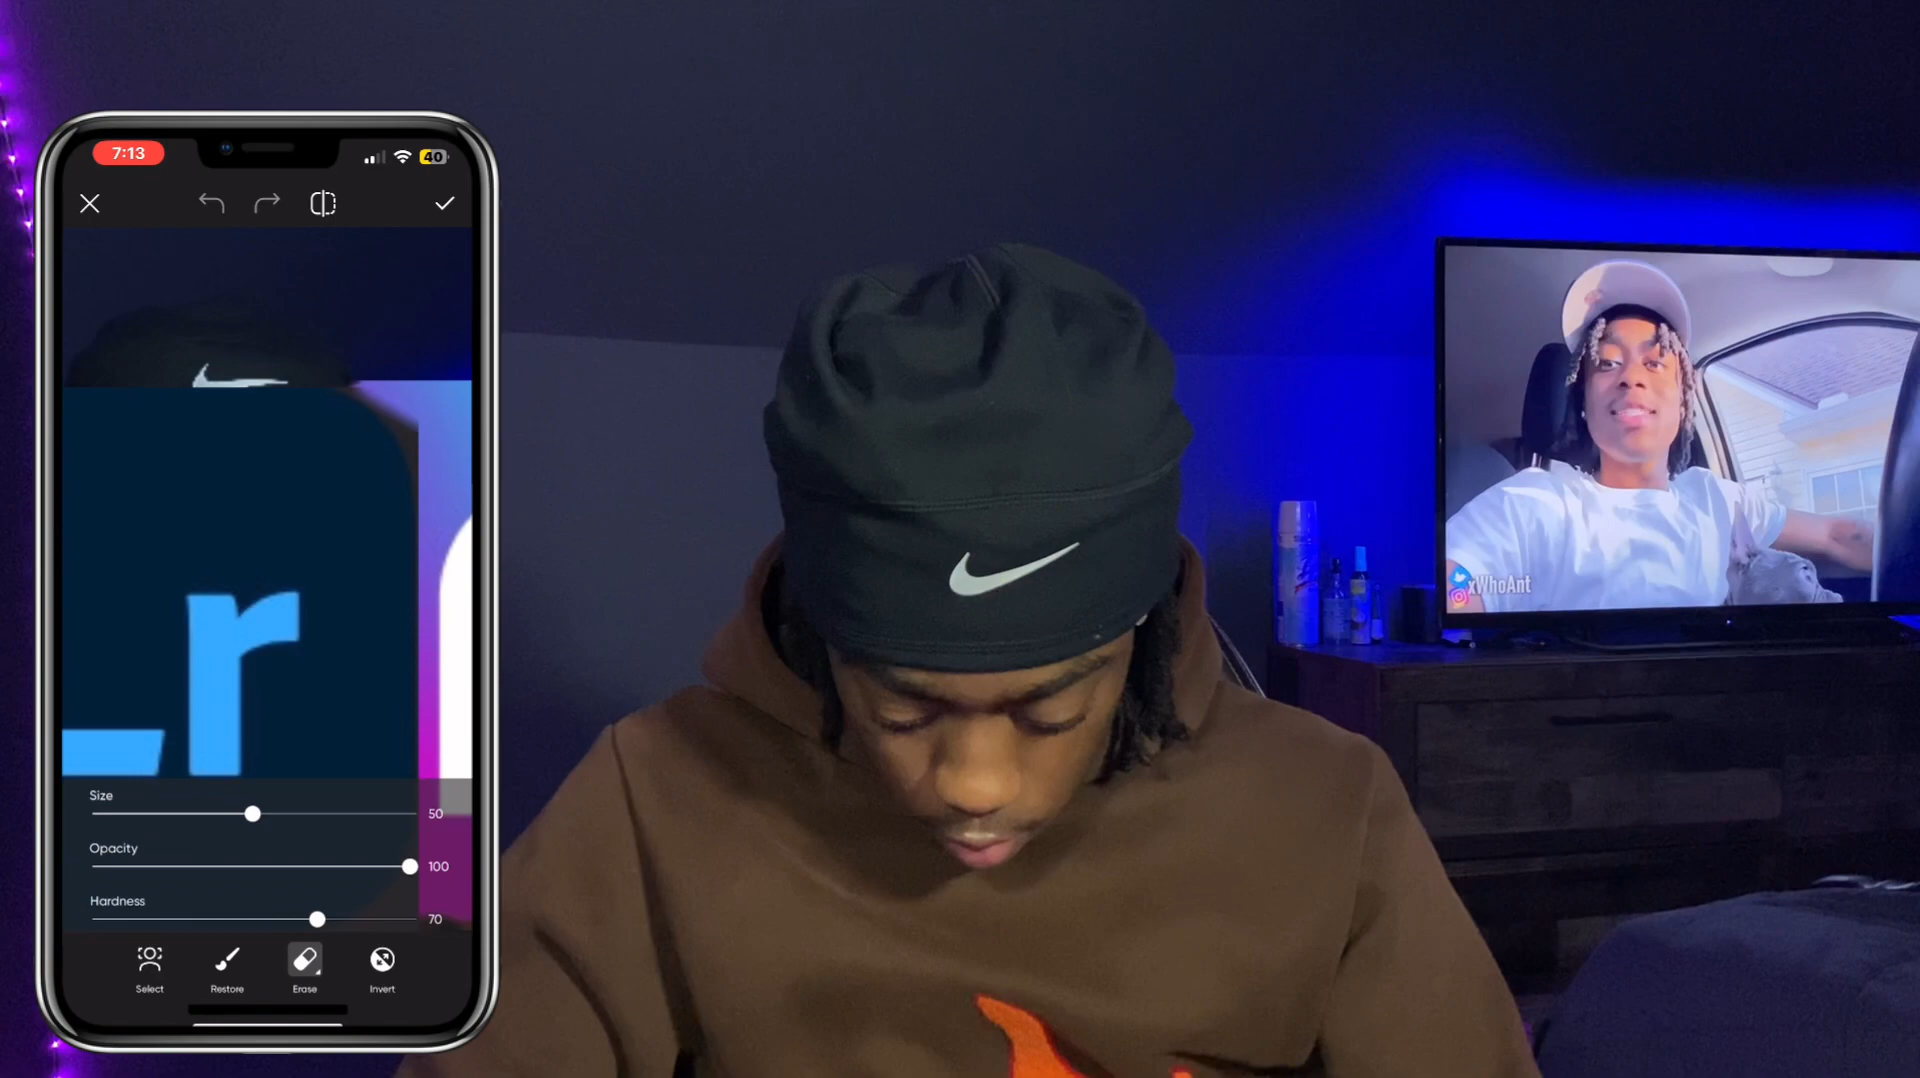 7:13
40
r
Size
50
Opacity
100
Hardness
70
Select
Restore
Erase
Invert
xWhoAnt